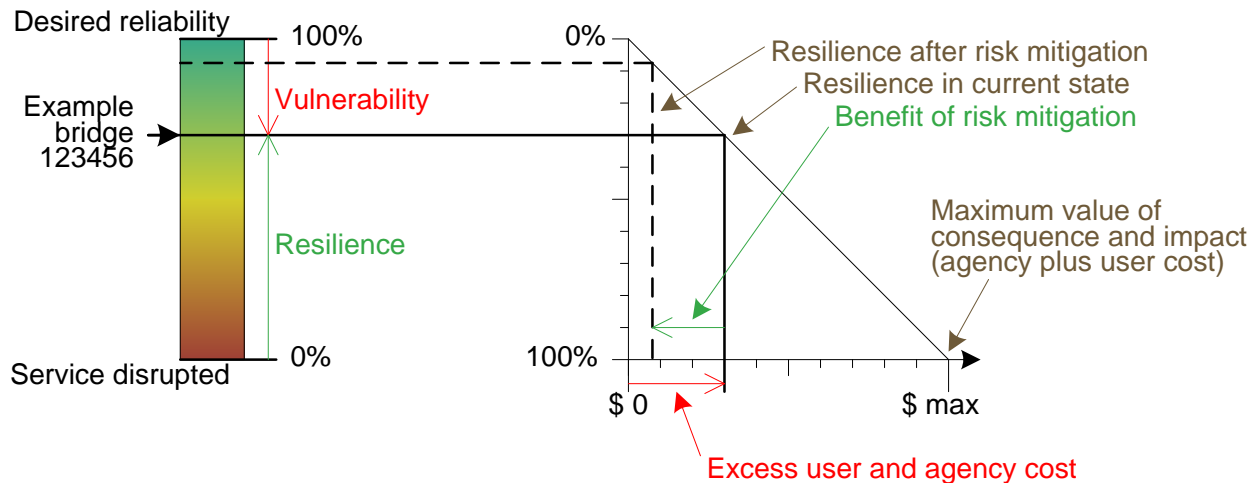 Desired reliability
100%
0%
Resilience after risk mitigation
Resilience in current state
Benefit of risk mitigation
Vulnerability
Example
bridge
123456
Resilience
Maximum value of
consequence and impact
(agency plus user cost)
0%
100%
Service disrupted
$ 0
$ max
Excess user and agency cost